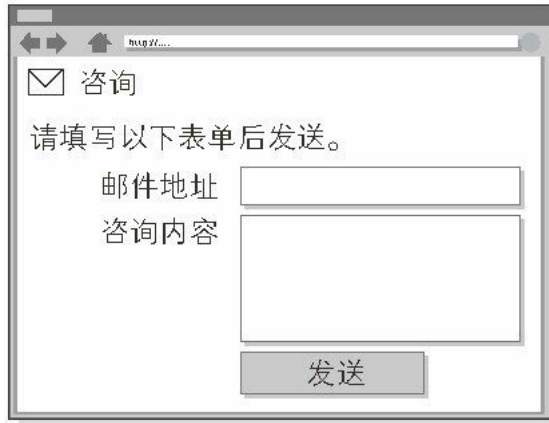 http://....
咨询
请填写以下表单后发送。
邮件地址
咨询内容
发送